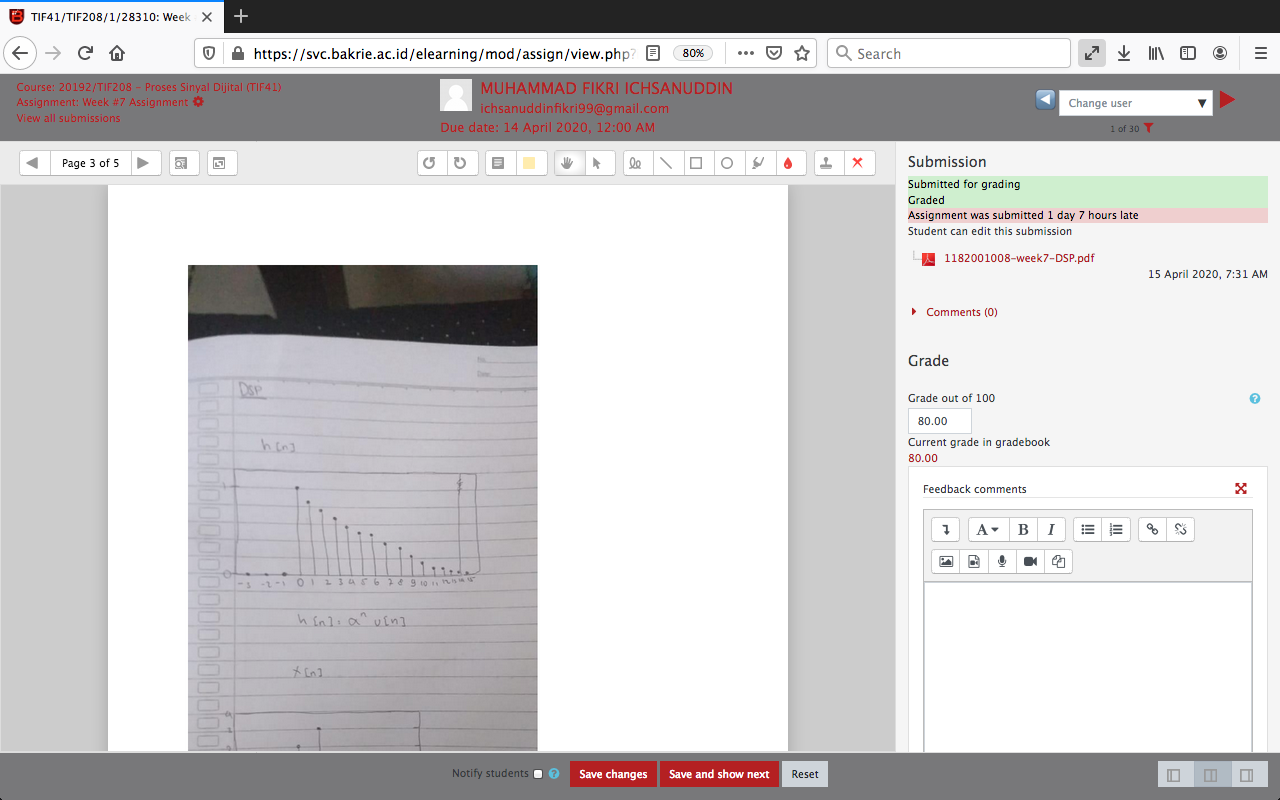 TIF41/TIF208/1/28310: Week
https://svc.bakrie.ac.id/elearning/mod/assign/view.php?
80%
Search
Course: 20192/TIF208 - Proses Sinyal Dijital (TIF41)
Assignment: Week #7 Assignment
View all submissions
MUHAMMAD FIKRI ICHSANUDDIN
ichsanuddinfikri99@gmail.com
Due date: 14 April 2020, 12:00 AM
Change user
1 of 30
Page 3 of 5
No
Date
DSP
h[n]
1
0
-3 -2 -1 0 1 2 3 4 5 6 7 8 9 10 11 12 13 14 15
h[n] = a^n u[n]
x[n]
Submission
Submitted for grading
Graded
Assignment was submitted 1 day 7 hours late
Student can edit this submission
1182001008-week7-DSP.pdf
15 April 2020, 7:31 AM
Comments (0)
Grade
Grade out of 100
80.00
Current grade in gradebook
80.00
Feedback comments
A B I
Notify students
Save changes
Save and show next
Reset